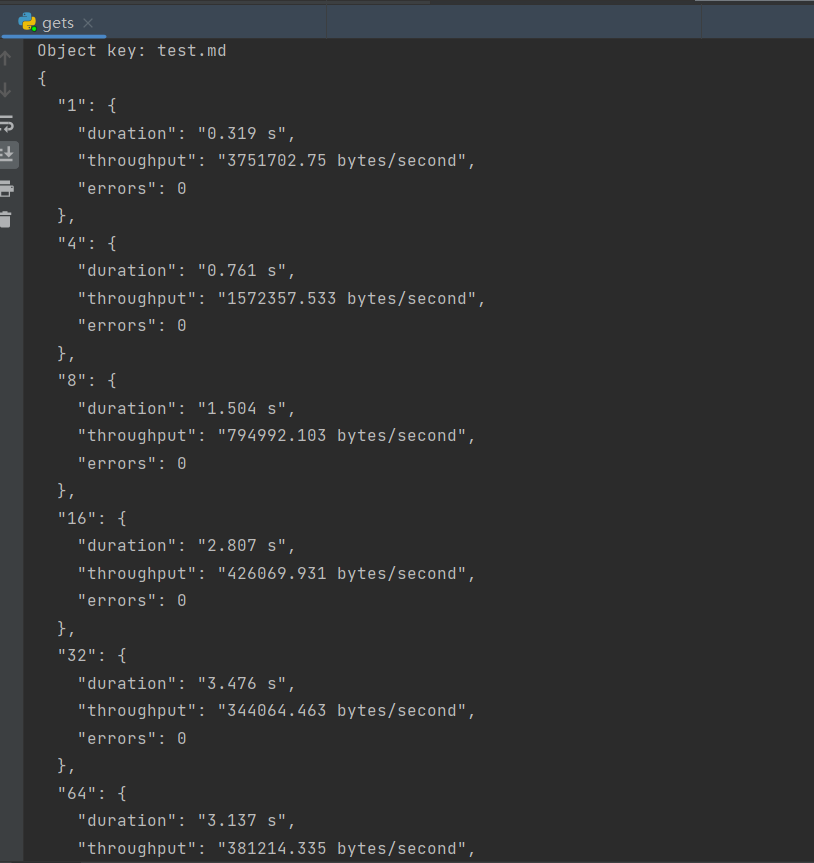 gets
Object key: test.md
{
"1": {
"duration": "0.319 s",
"throughput": "3751702.75 bytes/second",
"errors": 0
},
"4": {
"duration": "0.761 s",
"throughput": "1572357.533 bytes/second",
"errors": 0
},
"8": {
"duration": "1.504 s",
"throughput": "794992.103 bytes/second",
"errors": 0
},
"16": {
"duration": "2.807 s",
"throughput": "426069.931 bytes/second",
"errors": 0
},
"32": {
"duration": "3.476 s",
"throughput": "344064.463 bytes/second",
"errors": 0
},
"64": {
"duration": "3.137 s",
"throughput": "381214.335 bytes/second",